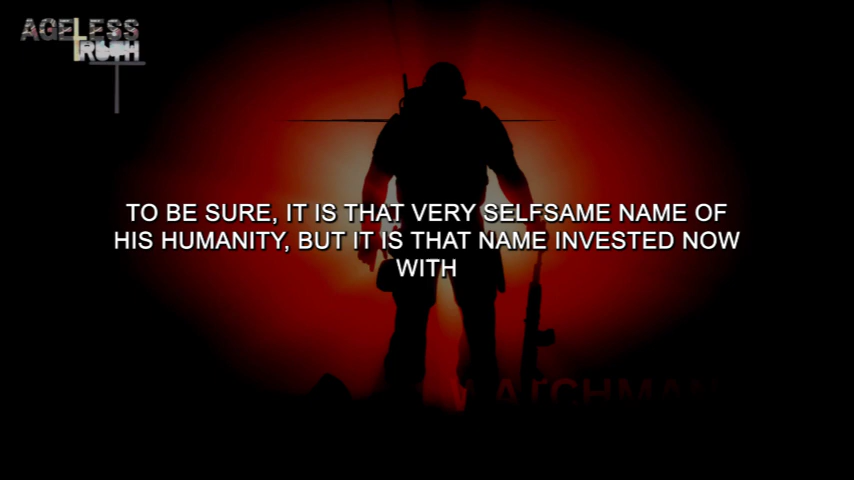 AGELESS
TRUTH
TO BE SURE, IT IS THAT VERY SELFSAME NAME OF
HIS HUMANITY, BUT IT IS THAT NAME INVESTED NOW
WITH
WATCHMAN